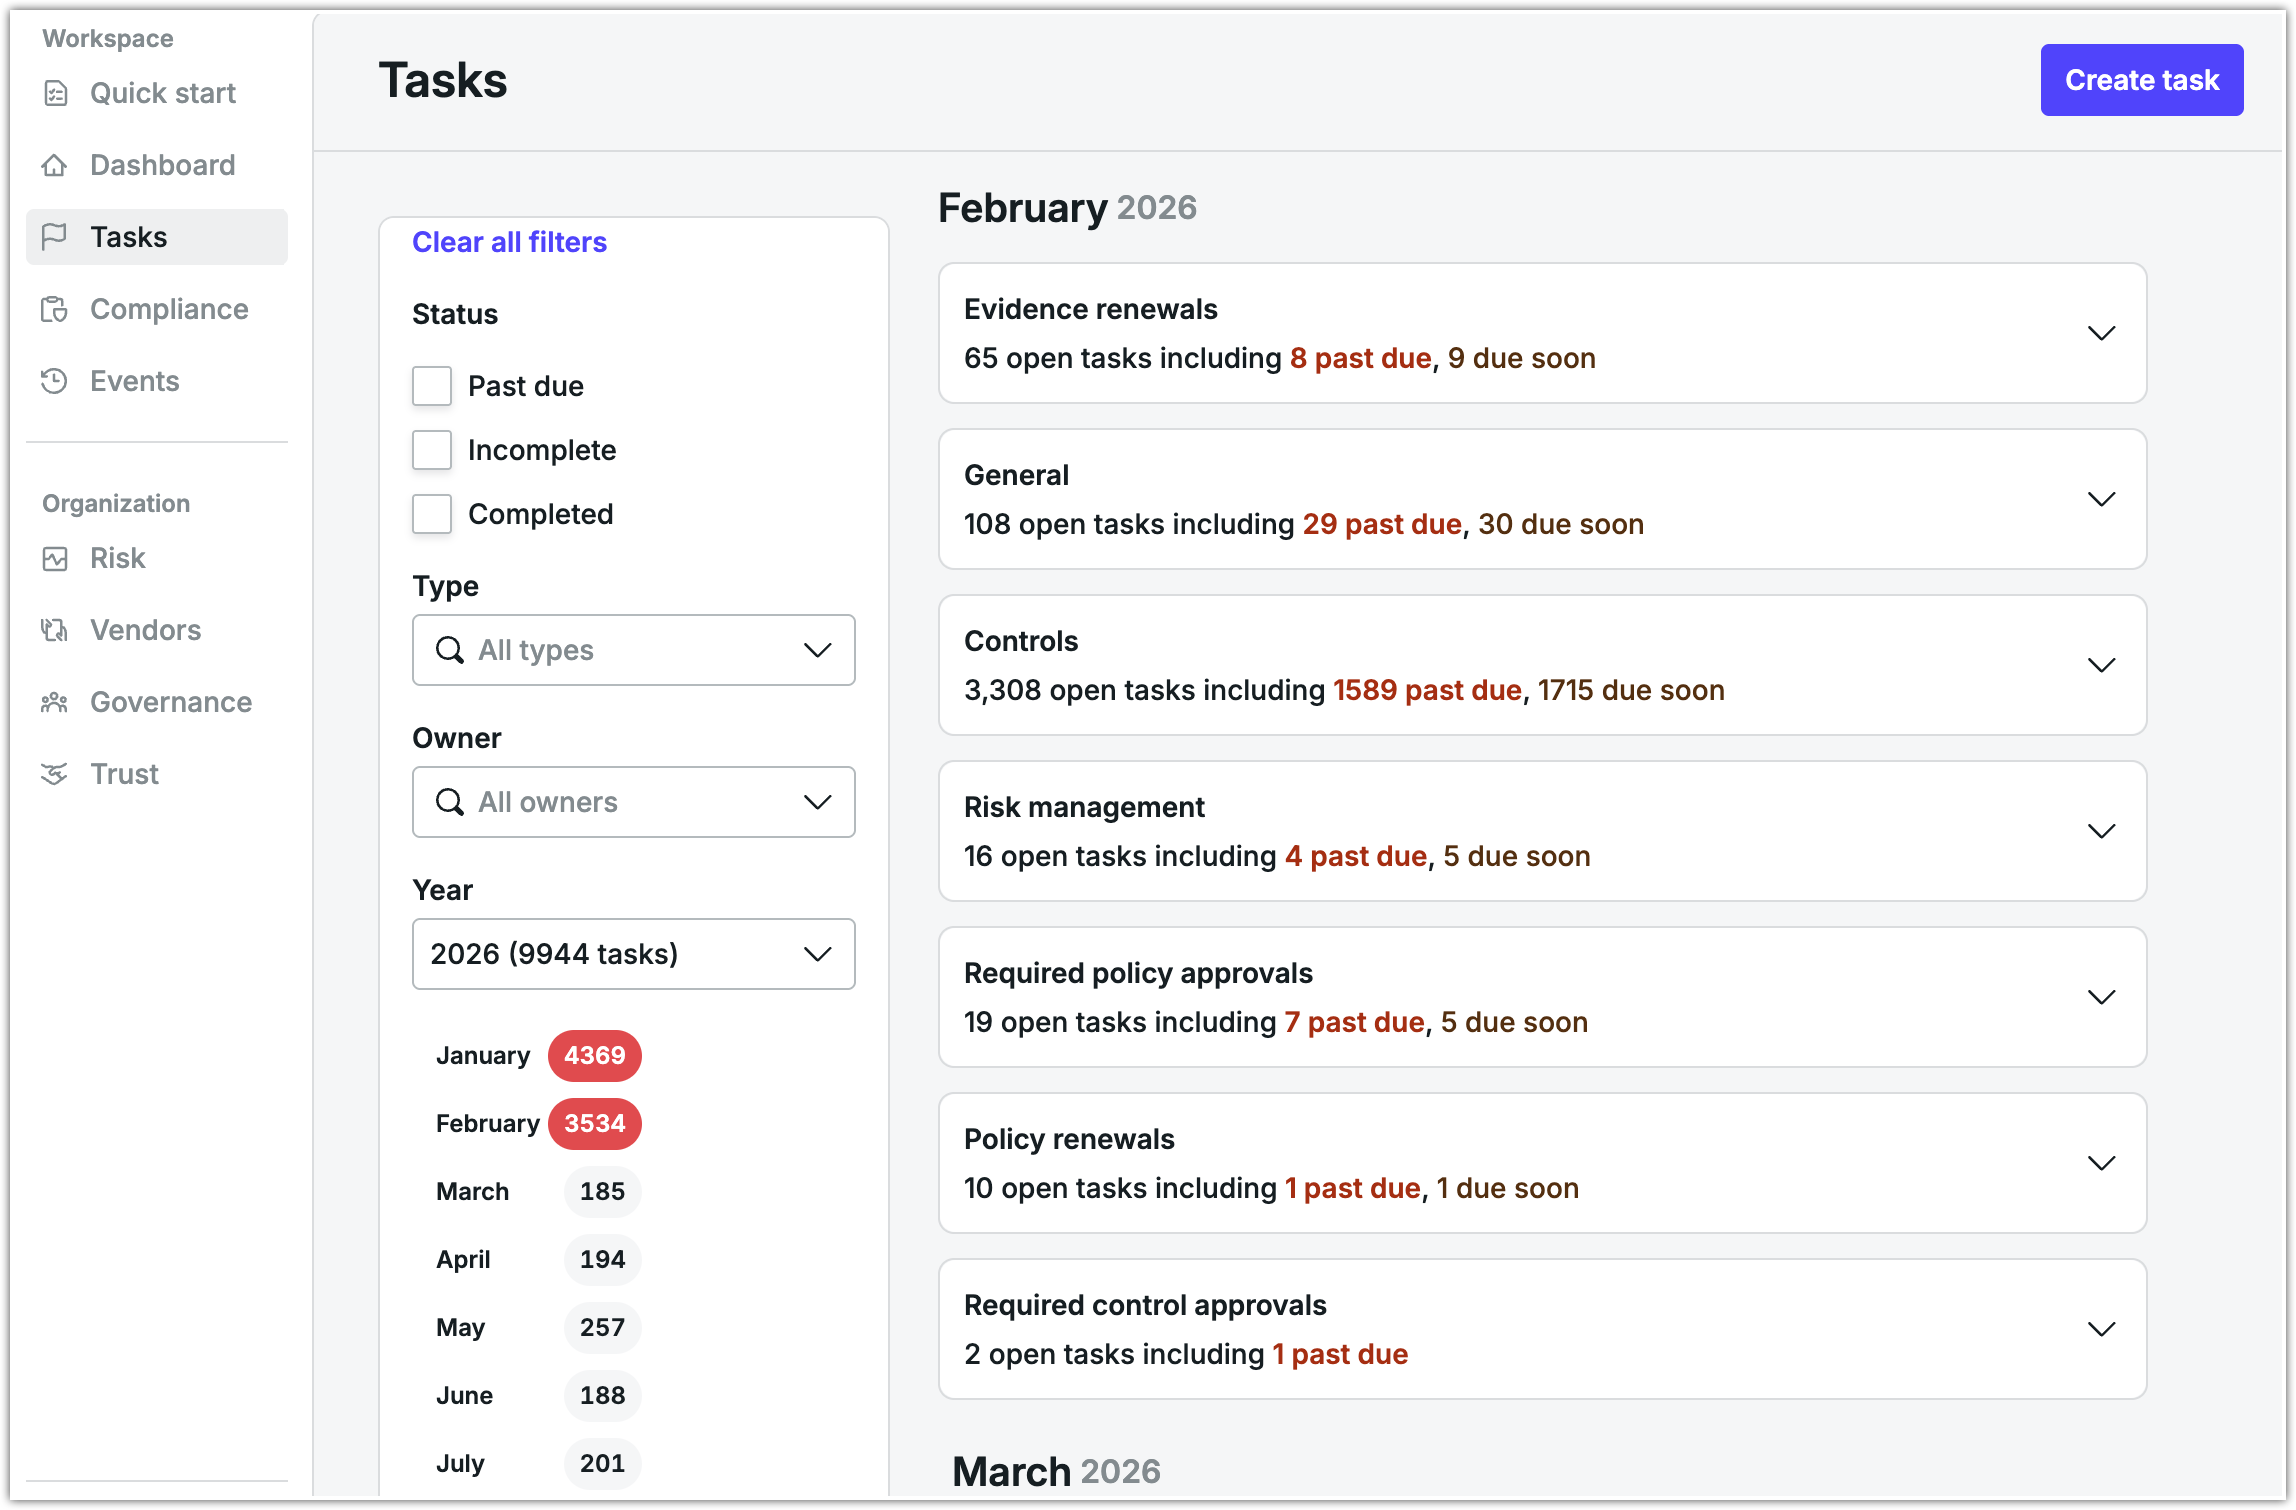 Workspace
Quick start
Dashboard
Tasks
Compliance
Events
Organization
Risk
Vendors
Governance
Trust
Tasks
Create task
Clear all filters
Status
Past due
Incomplete
Completed
Type
All types
Owner
All owners
Year
2026 (9944 tasks)
January 4369
February 3534
March 185
April 194
May 257
June 188
July 201
February 2026
Evidence renewals
65 open tasks including 8 past due, 9 due soon
General
108 open tasks including 29 past due, 30 due soon
Controls
3,308 open tasks including 1589 past due, 1715 due soon
Risk management
16 open tasks including 4 past due, 5 due soon
Required policy approvals
19 open tasks including 7 past due, 5 due soon
Policy renewals
10 open tasks including 1 past due, 1 due soon
Required control approvals
2 open tasks including 1 past due
March 2026